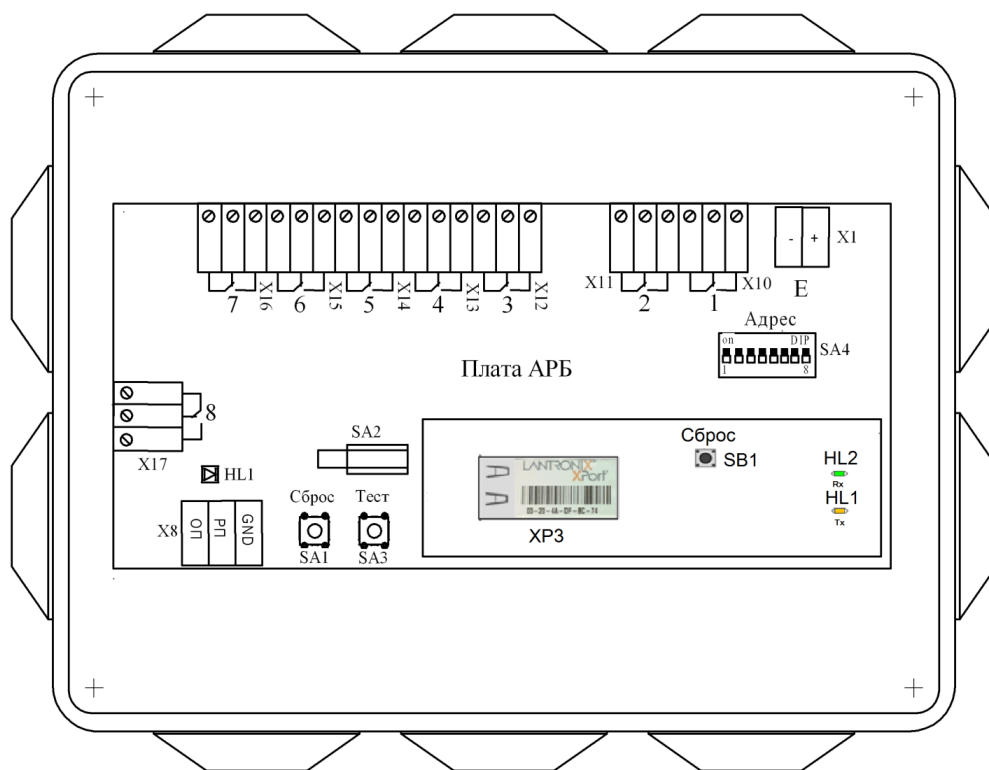 - +
X1
E
X11
X10
7
X16
6
X15
5
X14
4
X13
3
X12
2
1
Адрес
on DIP
1 8
SA4
Плата АРБ
8
X17
HL1
SA2
Сброс
SB1
HL2
Rx
HL1
Tx
LANTRONIX
XPort
XP3
X8
ОП
РП
GND
Сброс
SA1
Тест
SA3